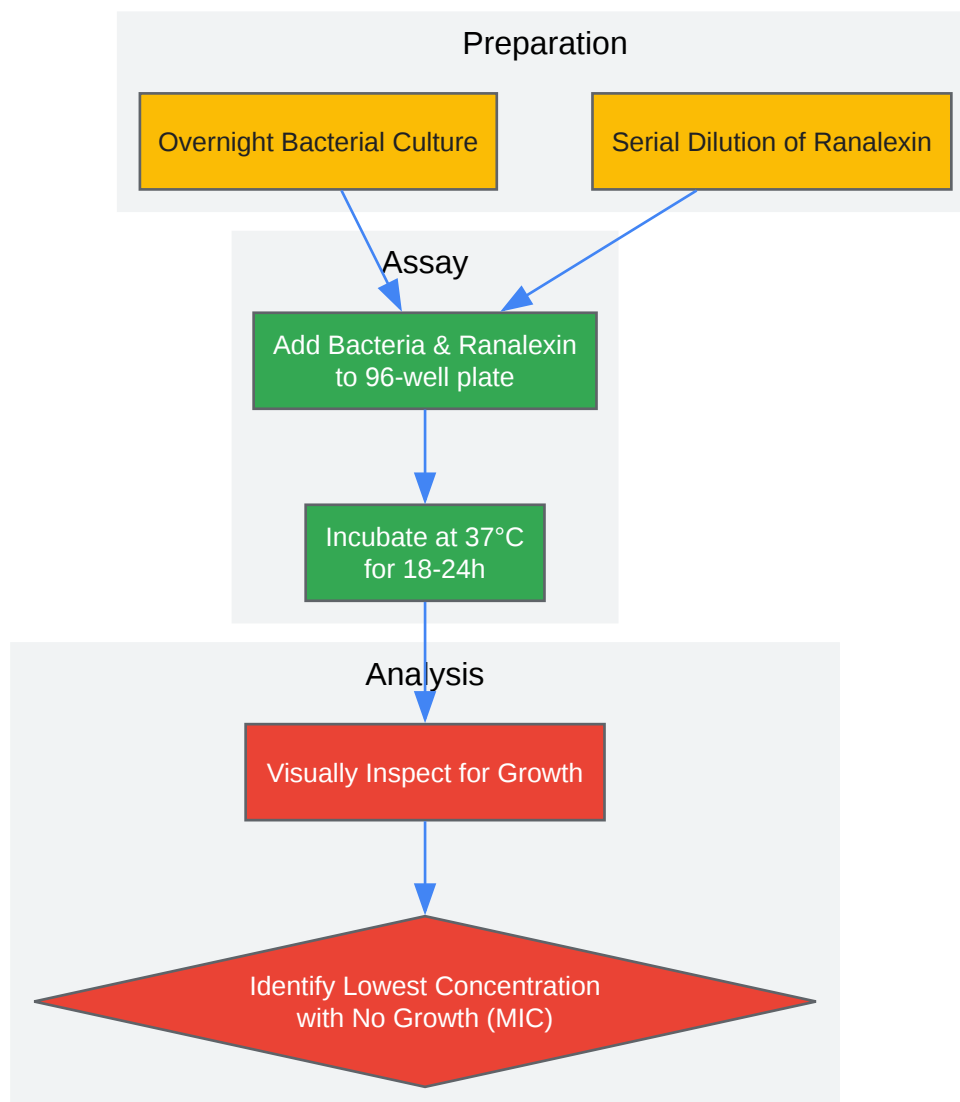 Preparation
Overnight Bacterial Culture
Serial Dilution of Ranalexin
Assay
Add Bacteria & Ranalexin
to 96-well plate
Incubate at 37°C
for 18-24h
Analysis
Visually Inspect for Growth
Identify Lowest Concentration
with No Growth (MIC)